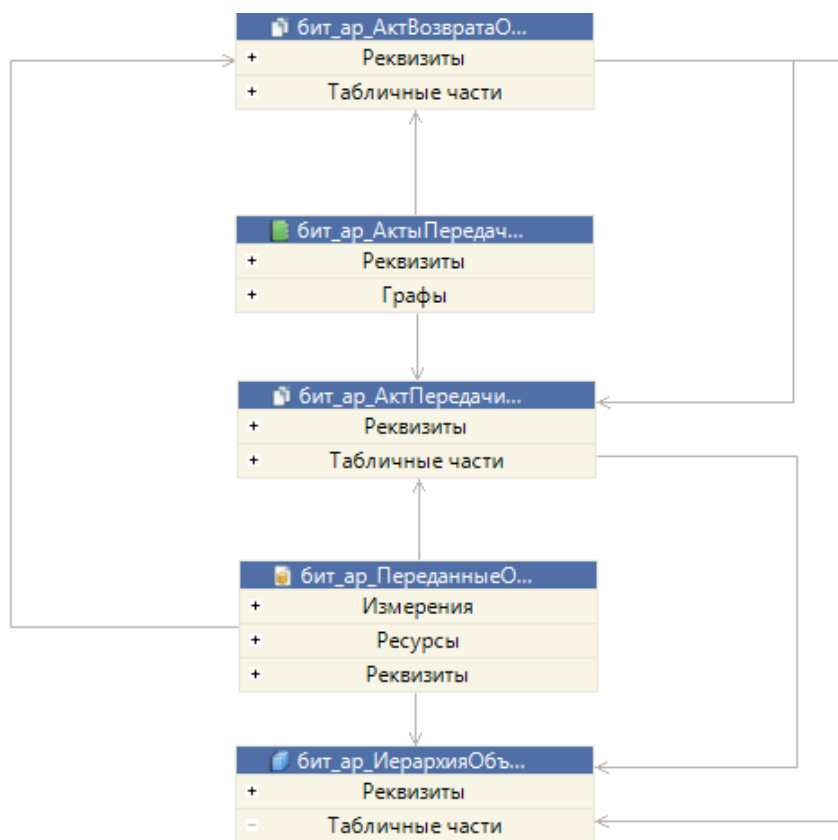 бит_ар_АктВозвратаО...
+ Реквизиты
+ Табличные части
бит_ар_АктыПередач...
+ Реквизиты
+ Графы
бит_ар_АктПередачи...
+ Реквизиты
+ Табличные части
бит_ар_ПереданныеО...
+ Измерения
+ Ресурсы
+ Реквизиты
бит_ар_ИерархияОбъ...
+ Реквизиты
− Табличные части